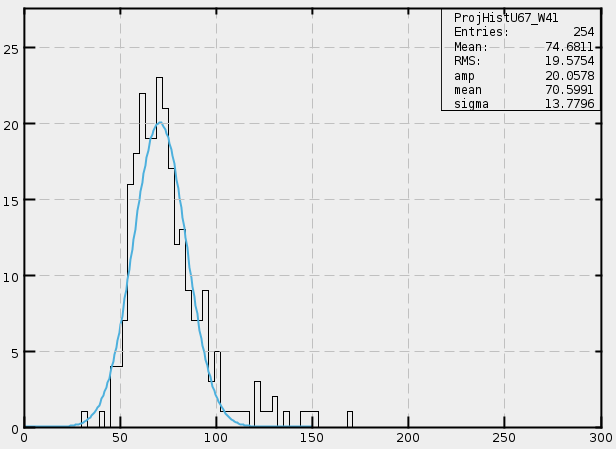 ProjHistU67_W41
Entries: 254
Mean: 74.6811
RMS: 19.5754
amp 20.0578
mean 70.5991
sigma 13.7796
25
20
15
10
5
0
0 50 100 150 200 250 300